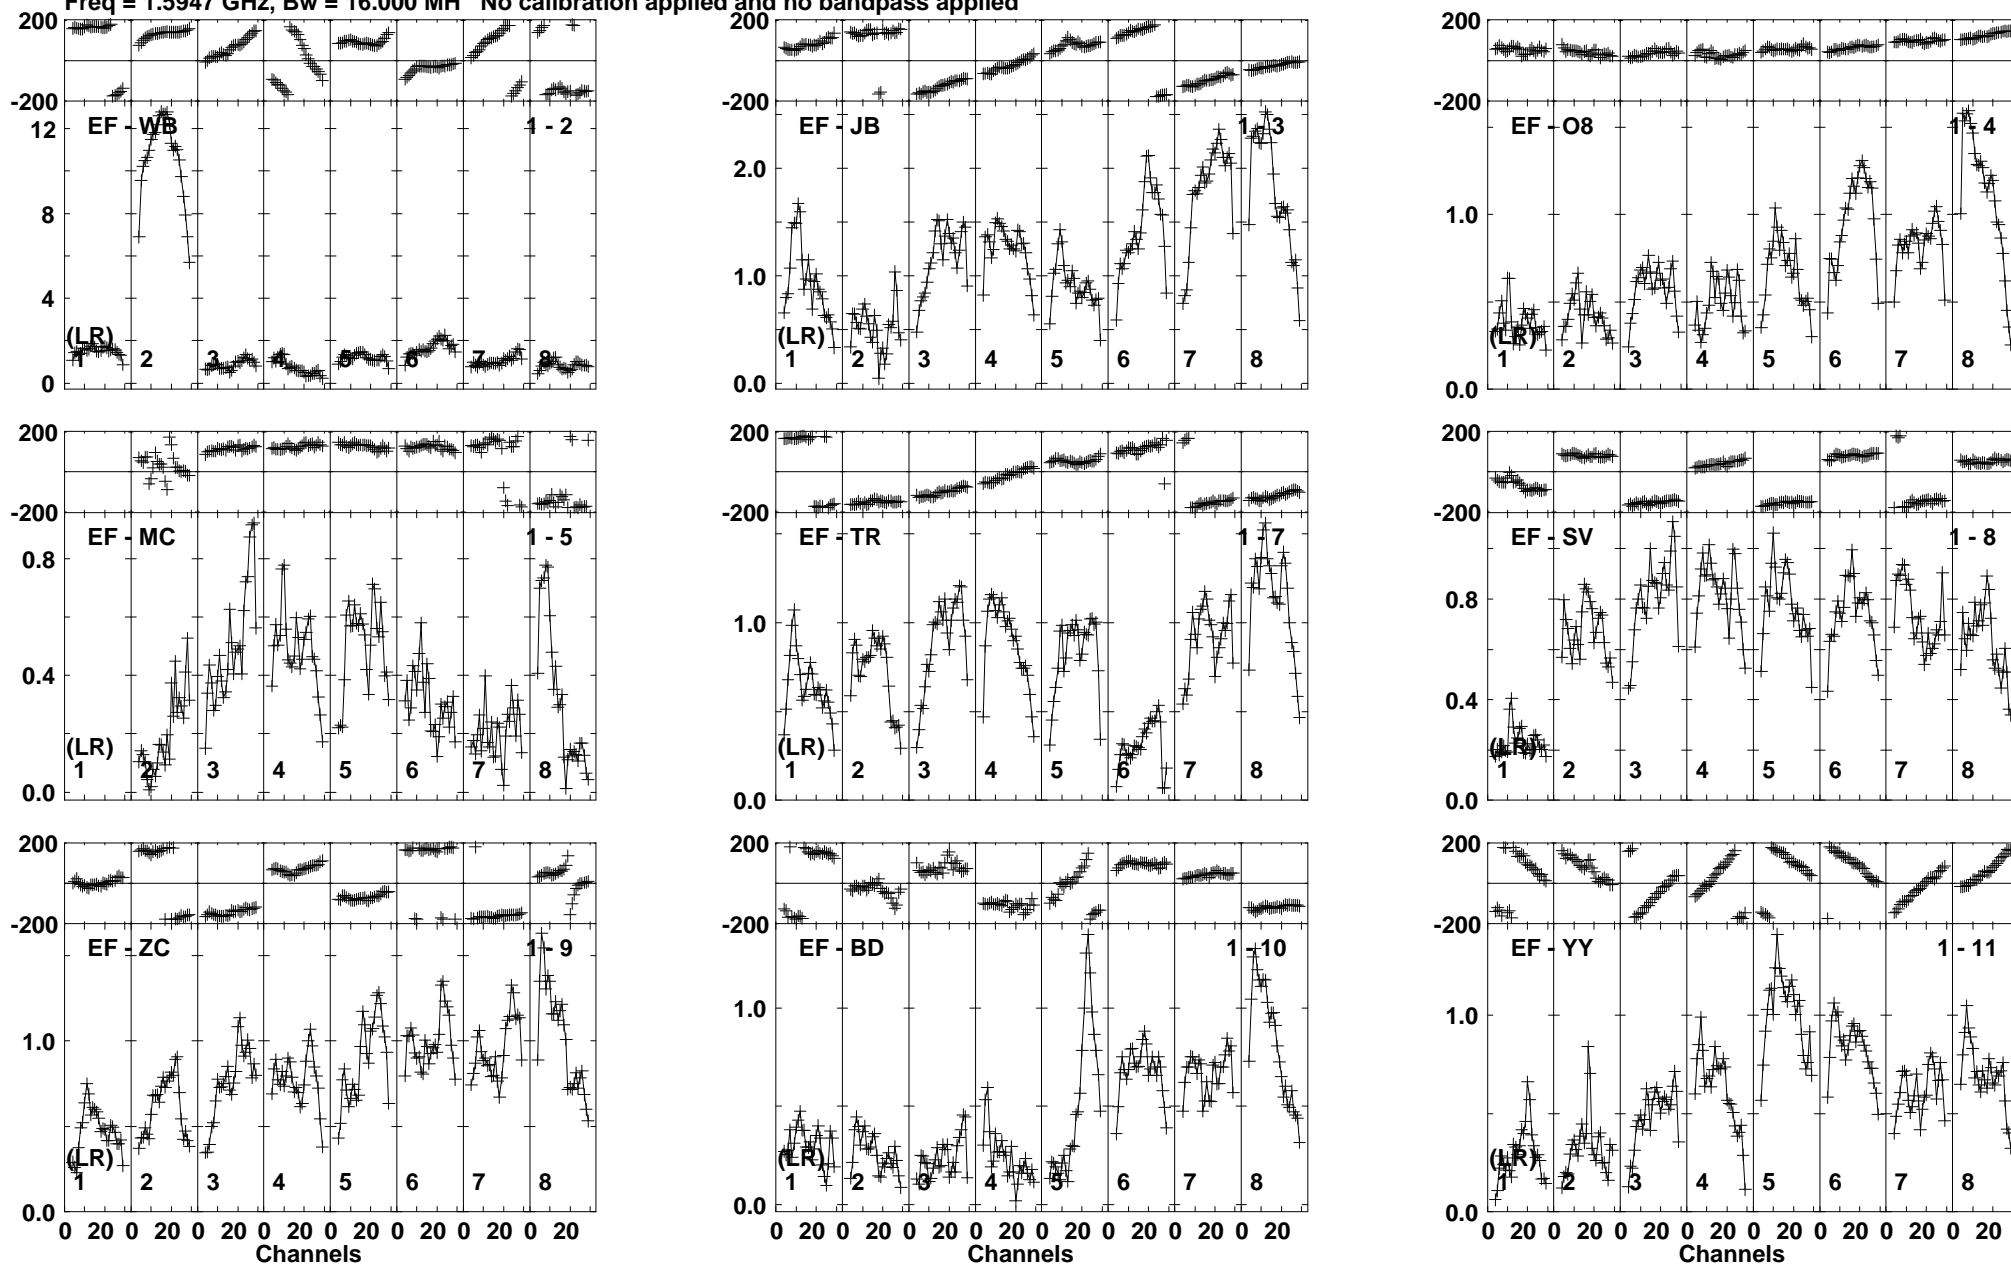 Freq = 1.5947 GHz, Bw = 16.000 MH No calibration applied and no bandpass applied
200 200 200
-200 -200 -200
EF - WB 1 - 2 EF - JB 1 - 3 EF - O8 1 - 4
12 8 4 0
2.0 1.0 0.0
1.0 0.0
(LR) (LR) (LR)
1 2 3 4 5 6 7 8 1 2 3 4 5 6 7 8 1 2 3 4 5 6 7 8
200 200 200
-200 -200 -200
EF - MC 1 - 5 EF - TR 1 - 7 EF - SV 1 - 8
0.8 0.4 0.0
1.0 0.0
0.8 0.4 0.0
(LR) (LR) (LR)
1 2 3 4 5 6 7 8 1 2 3 4 5 6 7 8 1 2 3 4 5 6 7 8
200 200 200
-200 -200 -200
EF - ZC 1 - 9 EF - BD 1 - 10 EF - YY 1 - 11
1.0 0.0
1.0 0.0
1.0 0.0
(LR) (LR)
1 2 3 4 5 6 7 8 1 2 3 4 5 6 7 8 1 2 3 4 5 6 7 8
0 20 0 20 0 20 0 20 0 20 0 20 0 20 0 20 0 20 0 20 0 20 0 20 0 20 0 20 0 20 0 20 0 20 0 20 0 20 0 20 0 20 0 20 0 20 0 20
Channels Channels Channels